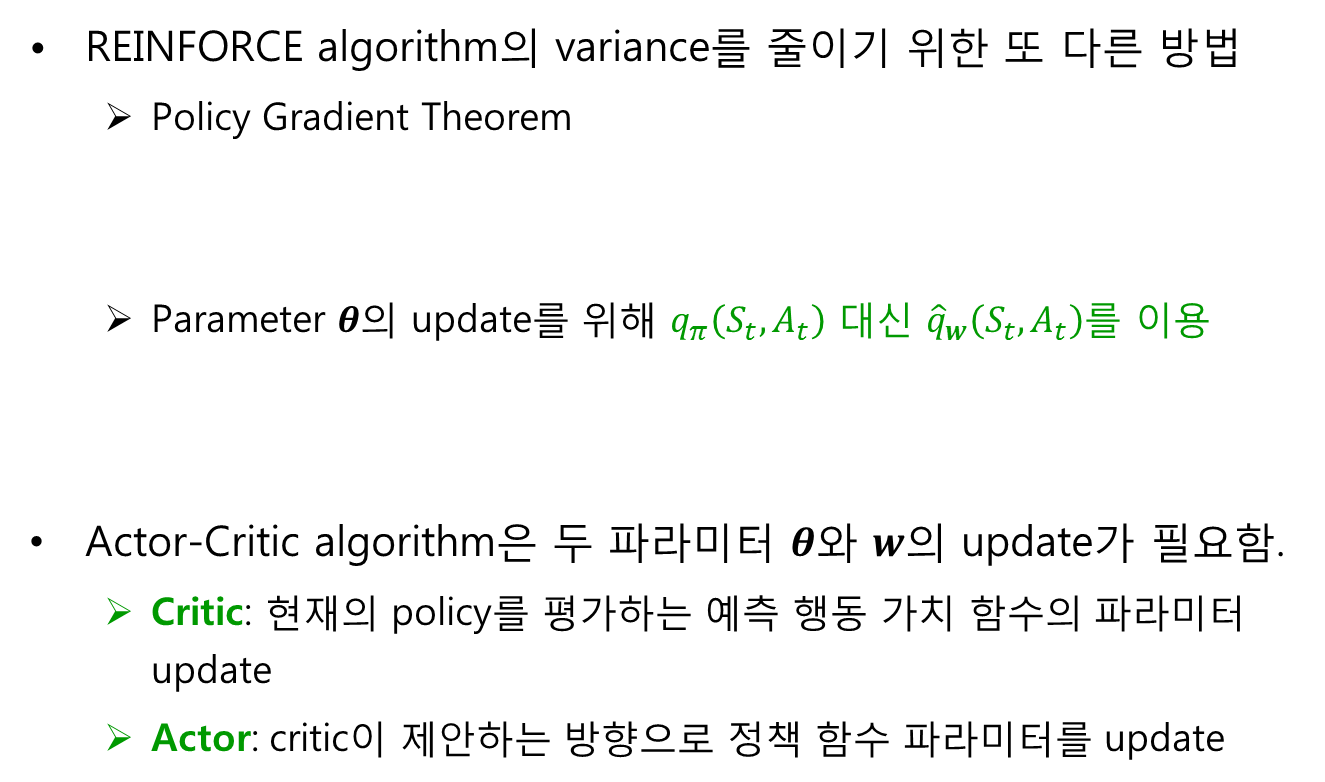 • REINFORCE algorithm의 variance를 줄이기 위한 또 다른 방법
➢ Policy Gradient Theorem
➢ Parameter 𝜽의 update를 위해 𝑞𝝅(𝑆𝒕, 𝐴𝒕) 대신 𝑞̂𝒘(𝑆𝒕, 𝐴𝒕)를 이용
• Actor-Critic algorithm은 두 파라미터 𝜽와 𝒘의 update가 필요함.
➢ Critic: 현재의 policy를 평가하는 예측 행동 가치 함수의 파라미터
update
➢ Actor: critic이 제안하는 방향으로 정책 함수 파라미터를 update